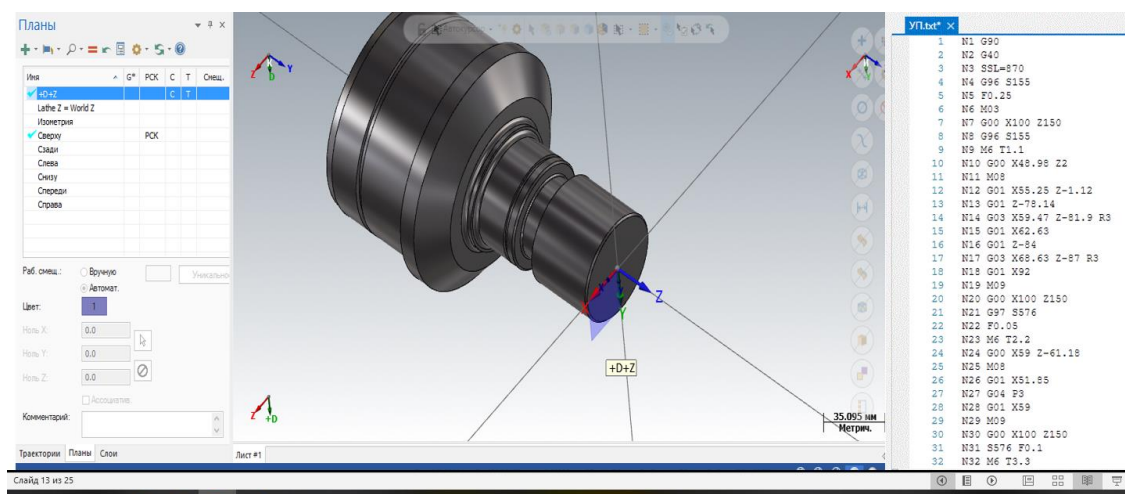 Планы
Имя G* РСК С Т Смещ.
+D+Z С Т
Lathe Z = World Z
Изометрия
Сверху РСК
Сзади
Слева
Снизу
Спереди
Справа
Раб. смещ.: Вручную
Автомат.
Цвет: 1
Ноль X: 0.0
Ноль Y: 0.0
Ноль Z: 0.0
Ассоциатив.
Комментарий:
Траектории Планы Слои
Z D Y
X Y
Z +D
X Y Z
+D+Z
35.095 мм
Метрич.
Лист #1
УП.txt*
1 N1 G90
2 N2 G40
3 N3 SSL=870
4 N4 G96 S155
5 N5 F0.25
6 N6 M03
7 N7 G00 X100 Z150
8 N8 G96 S155
9 N9 M6 T1.1
10 N10 G00 X48.98 Z2
11 N11 M08
12 N12 G01 X55.25 Z-1.12
13 N13 G01 Z-78.14
14 N14 G03 X59.47 Z-81.9 R3
15 N15 G01 X62.63
16 N16 G01 Z-84
17 N17 G03 X68.63 Z-87 R3
18 N18 G01 X92
19 N19 M09
20 N20 G00 X100 Z150
21 N21 G97 S576
22 N22 F0.05
23 N23 M6 T2.2
24 N24 G00 X59 Z-61.18
25 N25 M08
26 N26 G01 X51.85
27 N27 G04 P3
28 N28 G01 X59
29 N29 M09
30 N30 G00 X100 Z150
31 N31 S576 F0.1
32 N32 M6 T3.3
Слайд 13 из 25